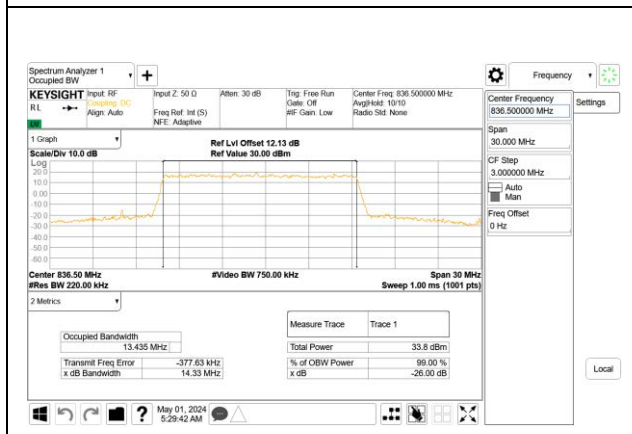 Spectrum Analyzer 1
Occupied BW
Frequency
KEYSIGHT
Input: RF
Input Z: 50 Ω
Atten: 30 dB
Trig: Free Run
Center Freq: 836.500000 MHz
RL
Coupling: DC
Gate: Off
Avg|Hold: 10/10
Align: Auto
Freq Ref: Int (S)
#IF Gain: Low
Radio Std: None
NFE: Adaptive
Center Frequency
836.500000 MHz
Settings
Span
30.000 MHz
CF Step
3.000000 MHz
Auto
Man
Freq Offset
0 Hz
Local
1 Graph
Ref Lvl Offset 12.13 dB
Scale/Div 10.0 dB
Ref Value 30.00 dBm
Log
20.0
10.0
0.00
-10.0
-20.0
-30.0
-40.0
-50.0
-60.0
Center 836.50 MHz
#Video BW 750.00 kHz
Span 30 MHz
#Res BW 220.00 kHz
Sweep 1.00 ms (1001 pts)
2 Metrics
Measure Trace
Trace 1
Occupied Bandwidth
13.435 MHz
Total Power
33.8 dBm
Transmit Freq Error
-377.63 kHz
% of OBW Power
99.00 %
x dB Bandwidth
14.33 MHz
x dB
-26.00 dB
?
May 01, 2024
5:29:42 AM